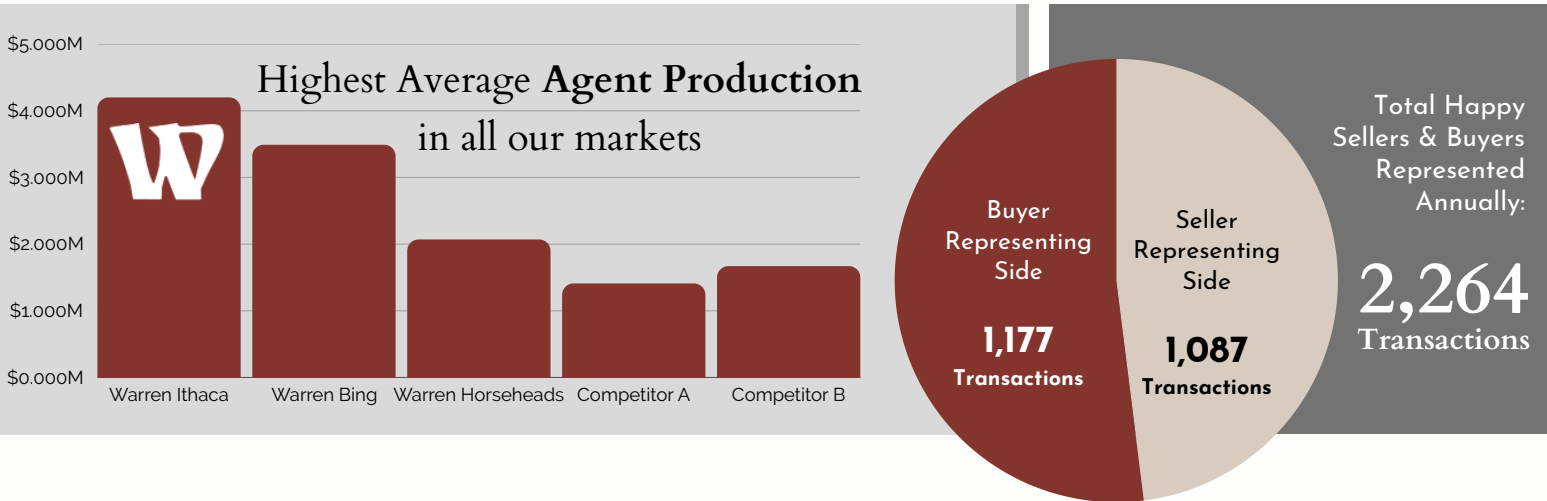 Highest Average Agent Production
in all our markets
$5.000M
$4.000M
$3.000M
$2.000M
$1.000M
$0.000M
W
Warren Ithaca
Warren Bing
Warren Horseheads
Competitor A
Competitor B
Buyer
Representing
Side
1,177
Transactions
Seller
Representing
Side
1,087
Transactions
Total Happy
Sellers & Buyers
Represented
Annually:
2,264
Transactions